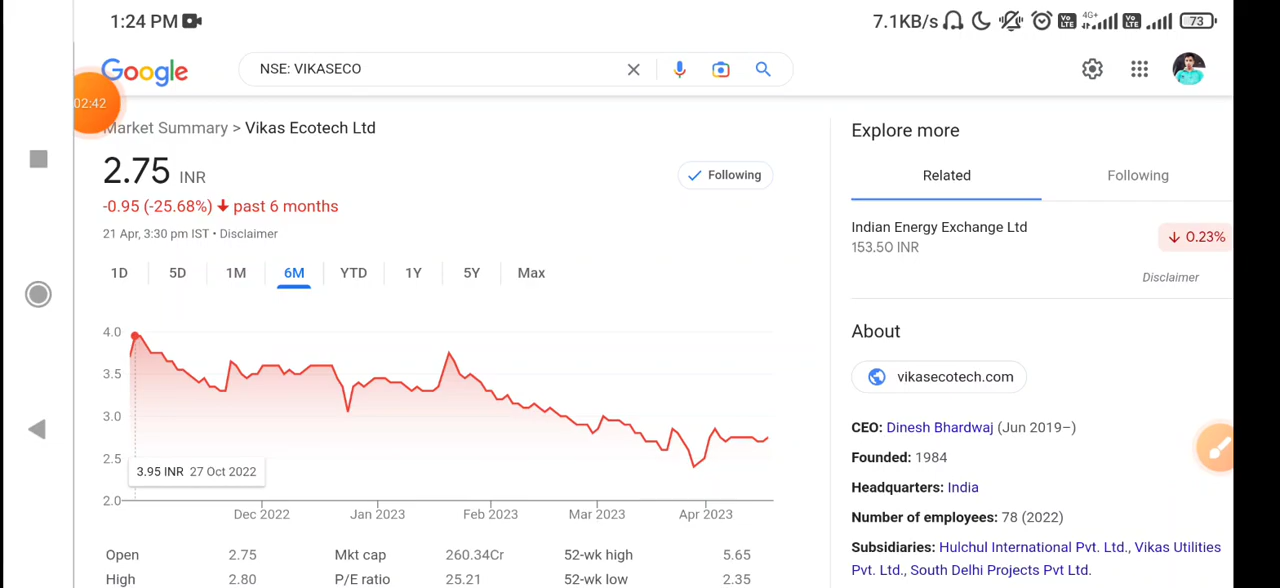 1:24 PM
7.1KB/s
Vo LTE
4G+
Vo LTE
73
02:42
Google
NSE: VIKASECO
Market Summary > Vikas Ecotech Ltd
2.75 INR
Following
-0.95 (-25.68%) past 6 months
21 Apr, 3:30 pm IST • Disclaimer
1D 5D 1M 6M YTD 1Y 5Y Max
4.0
3.5
3.0
2.5
2.0
3.95 INR 27 Oct 2022
Dec 2022 Jan 2023 Feb 2023 Mar 2023 Apr 2023
Open 2.75 Mkt cap 260.34Cr 52-wk high 5.65
High 2.80 P/E ratio 25.21 52-wk low 2.35
Explore more
Related Following
Indian Energy Exchange Ltd
153.50 INR
0.23%
Disclaimer
About
vikasecotech.com
CEO: Dinesh Bhardwaj (Jun 2019–)
Founded: 1984
Headquarters: India
Number of employees: 78 (2022)
Subsidiaries: Hulchul International Pvt. Ltd., Vikas Utilities
Pvt. Ltd., South Delhi Projects Pvt Ltd.